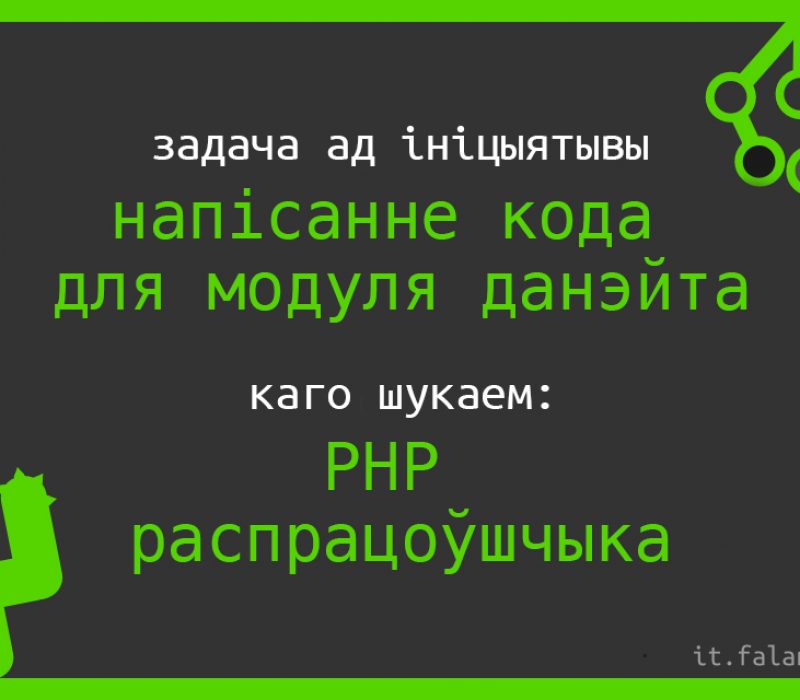 задача ад ініцыятывы
напісанне кода
для модуля данэйта
каго шукаем:
PHP
распрацоўшчыка